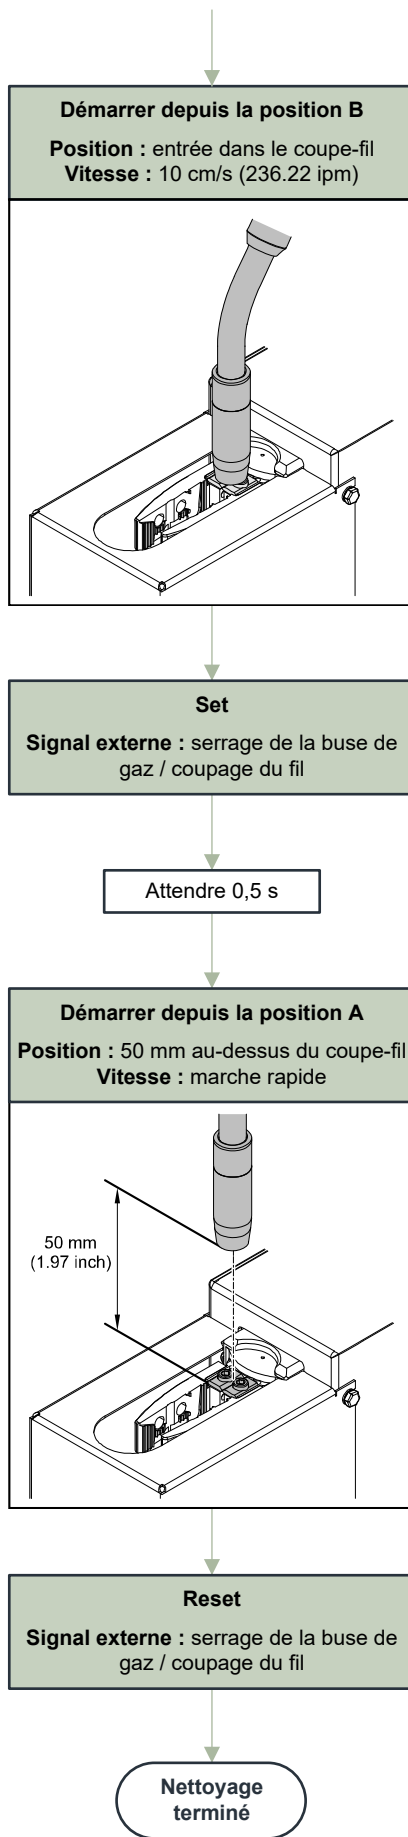 Démarrer depuis la position B
Position : entrée dans le coupe-fil
Vitesse : 10 cm/s (236.22 ipm)
Set
Signal externe : serrage de la buse de
gaz / coupage du fil
Attendre 0,5 s
Démarrer depuis la position A
Position : 50 mm au-dessus du coupe-fil
Vitesse : marche rapide
50 mm
(1.97 inch)
Reset
Signal externe : serrage de la buse de
gaz / coupage du fil
Nettoyage
terminé